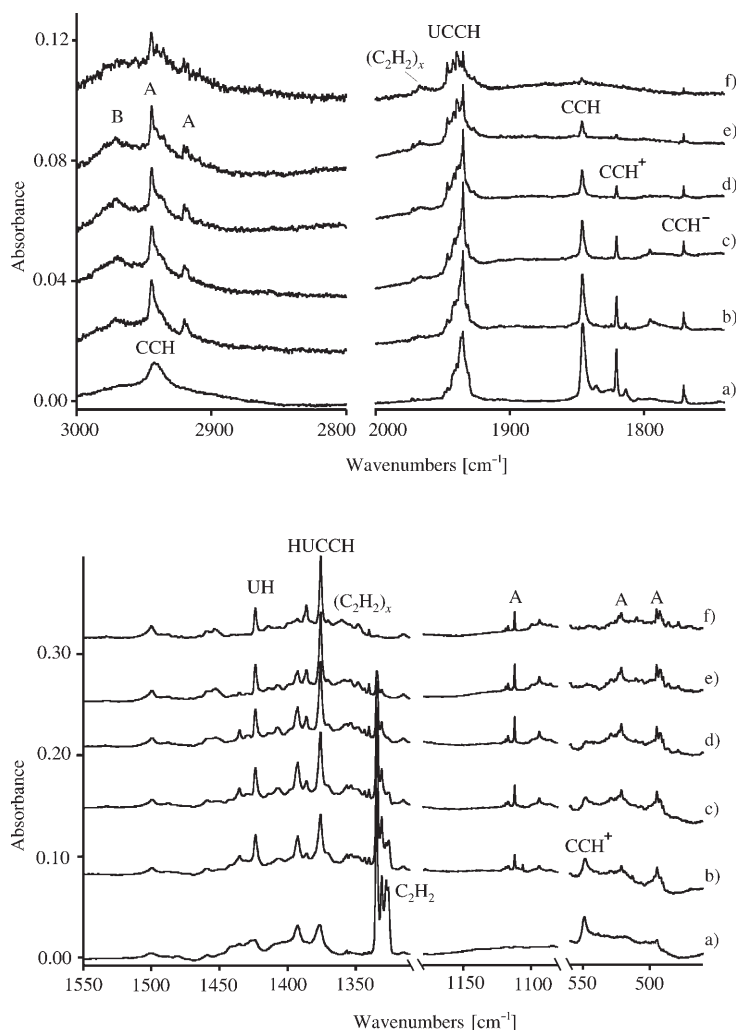 0.12
UCCH
(C₂H₂)ₓ
f)
A
B
A
CCH
e)
0.08
CCH⁺
d)
Absorbance
CCH⁻
c)
0.04
b)
CCH
a)
0.00
3000 2900 2800 2000 1900 1800
Wavenumbers [cm⁻¹]
HUCCH
UH
(C₂H₂)ₓ
A A A
f)
0.30
e)
d)
0.20
Absorbance
c)
CCH⁺
0.10
b)
C₂H₂
a)
0.00
1550 1500 1450 1400 1350 1150 1100 550 500
Wavenumbers [cm⁻¹]